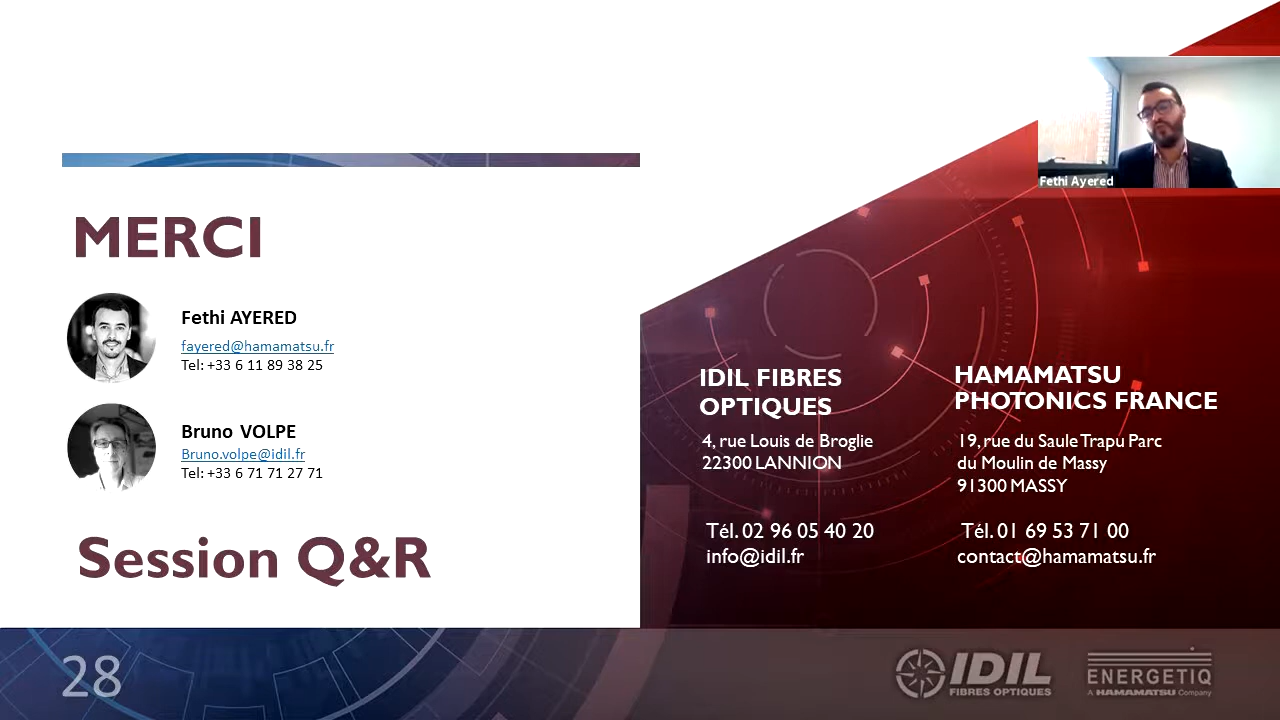 Fethi Ayered
MERCI
Fethi AYERED
fayered@hamamatsu.fr
Tel: +33 6 11 89 38 25
Bruno VOLPE
Bruno.volpe@idil.fr
Tel: +33 6 71 71 27 71
Session Q&R
IDIL FIBRES
OPTIQUES
4, rue Louis de Broglie
22300 LANNION
Tél. 02 96 05 40 20
info@idil.fr
HAMAMATSU
PHOTONICS FRANCE
19, rue du Saule Trapu Parc
du Moulin de Massy
91300 MASSY
Tél. 01 69 53 71 00
contact@hamamatsu.fr
28
IDIL
FIBRES OPTIQUES
ENERGETIQ
A HAMAMATSU Company